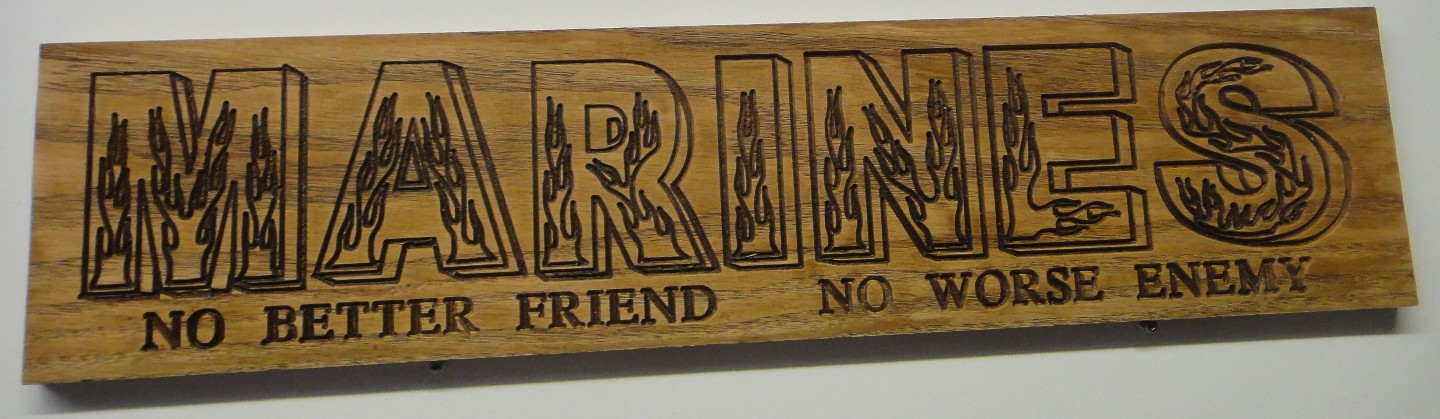 MARINES
NO BETTER FRIEND NO WORSE ENEMY